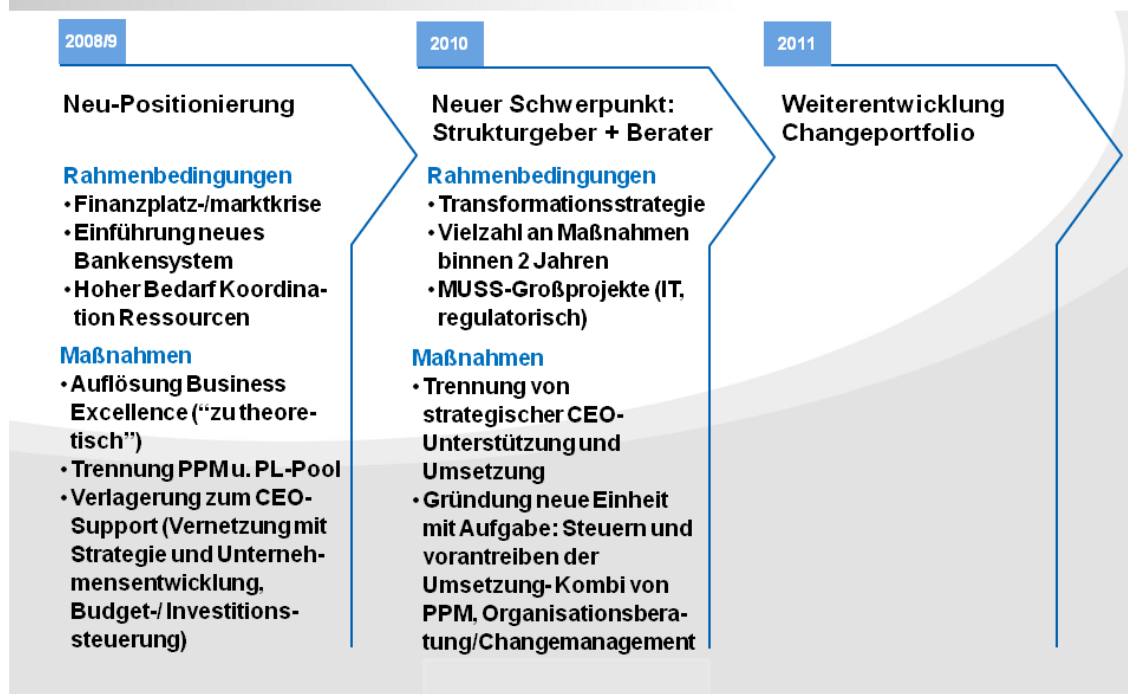 2008/9
Neu-Positionierung
Rahmenbedingungen
• Finanzplatz-/marktkrise
• Einführung neues
Bankensystem
• Hoher Bedarf Koordina-
tion Ressourcen
Maßnahmen
• Auflösung Business
Excellence (“zu theore-
tisch”)
• Trennung PPM u. PL-Pool
• Verlagerung zum CEO-
Support (Vernetzung mit
Strategie und Unterneh-
mensentwicklung,
Budget-/ Investitions-
steuerung)
2010
Neuer Schwerpunkt:
Strukturgeber + Berater
Rahmenbedingungen
• Transformationsstrategie
• Vielzahl an Maßnahmen
binnen 2 Jahren
• MUSS-Großprojekte (IT,
regulatorisch)
Maßnahmen
• Trennung von
strategischer CEO-
Unterstützung und
Umsetzung
• Gründung neue Einheit
mit Aufgabe: Steuern und
vorantreiben der
Umsetzung- Kombi von
PPM, Organisationsbera-
tung/Changemanagement
2011
Weiterentwicklung
Changeportfolio